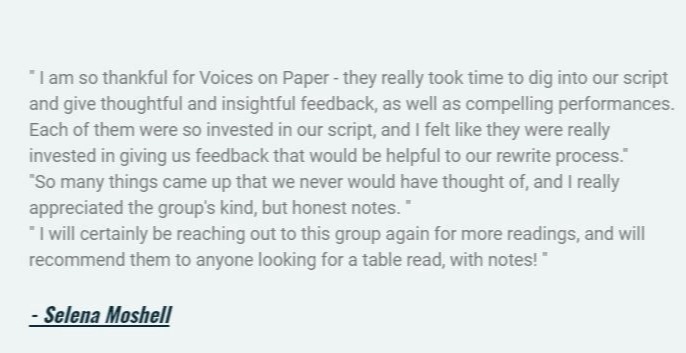 " I am so thankful for Voices on Paper - they really took time to dig into our script
and give thoughtful and insightful feedback, as well as compelling performances.
Each of them were so invested in our script, and I felt like they were really
invested in giving us feedback that would be helpful to our rewrite process."
"So many things came up that we never would have thought of, and I really
appreciated the group's kind, but honest notes. "
" I will certainly be reaching out to this group again for more readings, and will
recommend them to anyone looking for a table read, with notes! "
- Selena Moshell